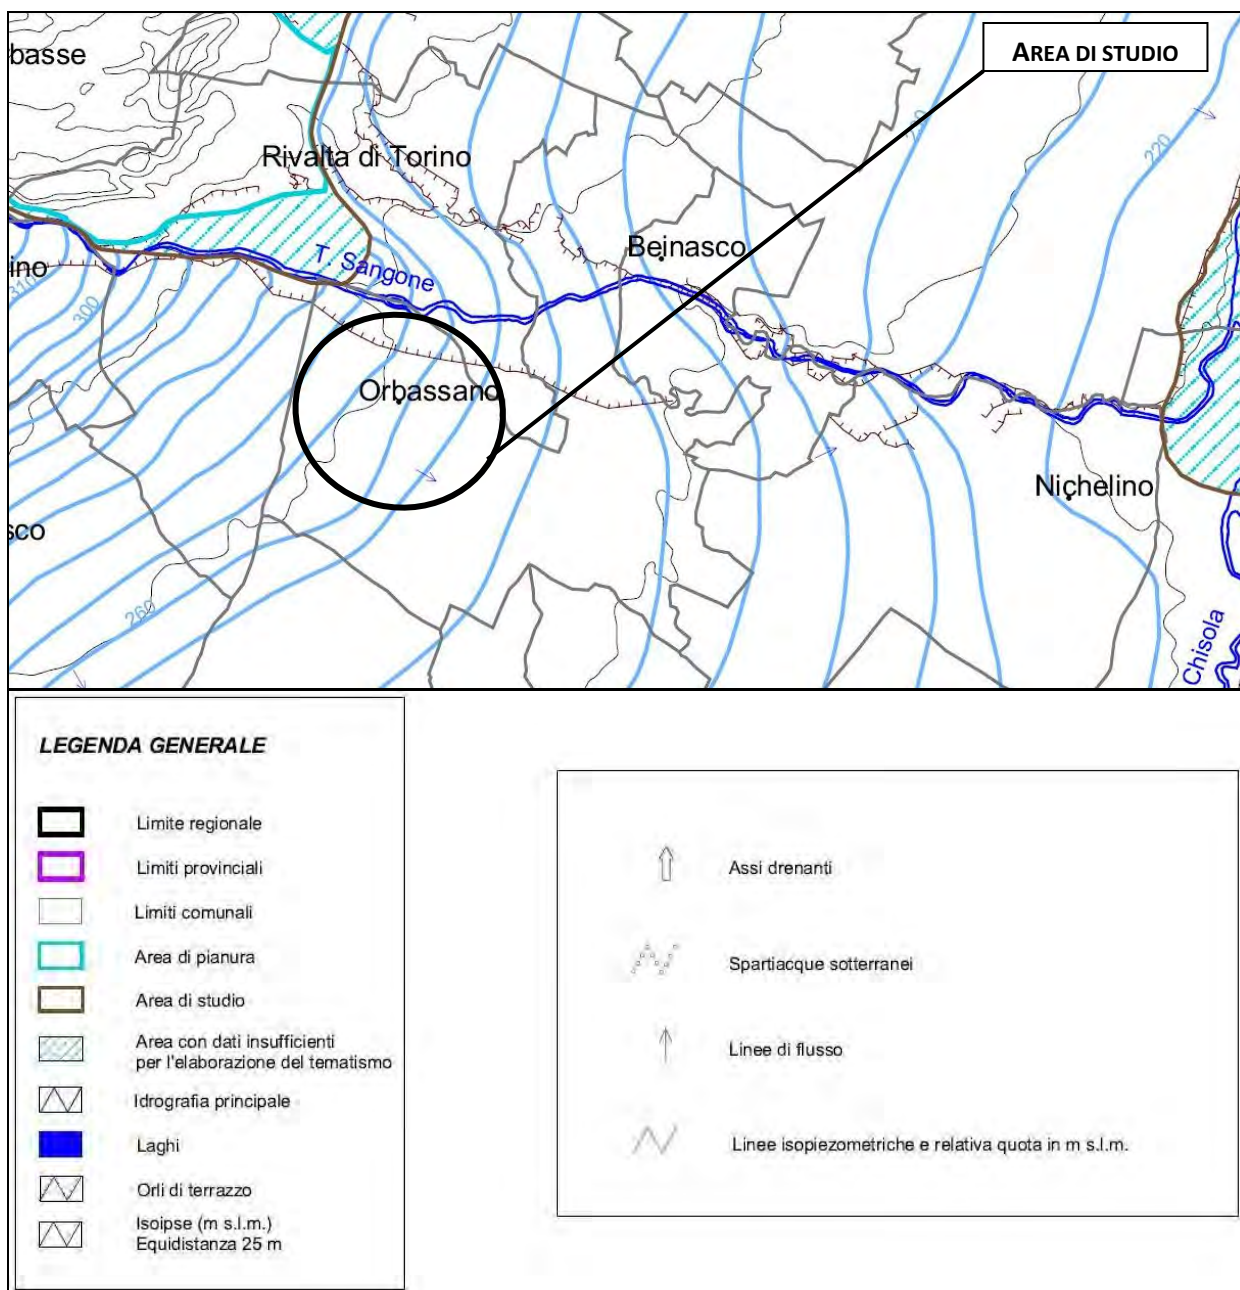 AREA DI STUDIO
basse
Rivalta di Torino
Beinasco
220
T. Sangone
ino
310
300
Orbassano
Nichelino
sco
260
Chisola
LEGENDA GENERALE
Limite regionale
Limiti provinciali
Limiti comunali
Area di pianura
Area di studio
Area con dati insufficienti
per l'elaborazione del tematismo
Idrografia principale
Laghi
Orli di terrazzo
Isoipse (m s.l.m.)
Equidistanza 25 m
Assi drenanti
Spartiacque sotterranei
Linee di flusso
Linee isopiezometriche e relativa quota in m s.l.m.